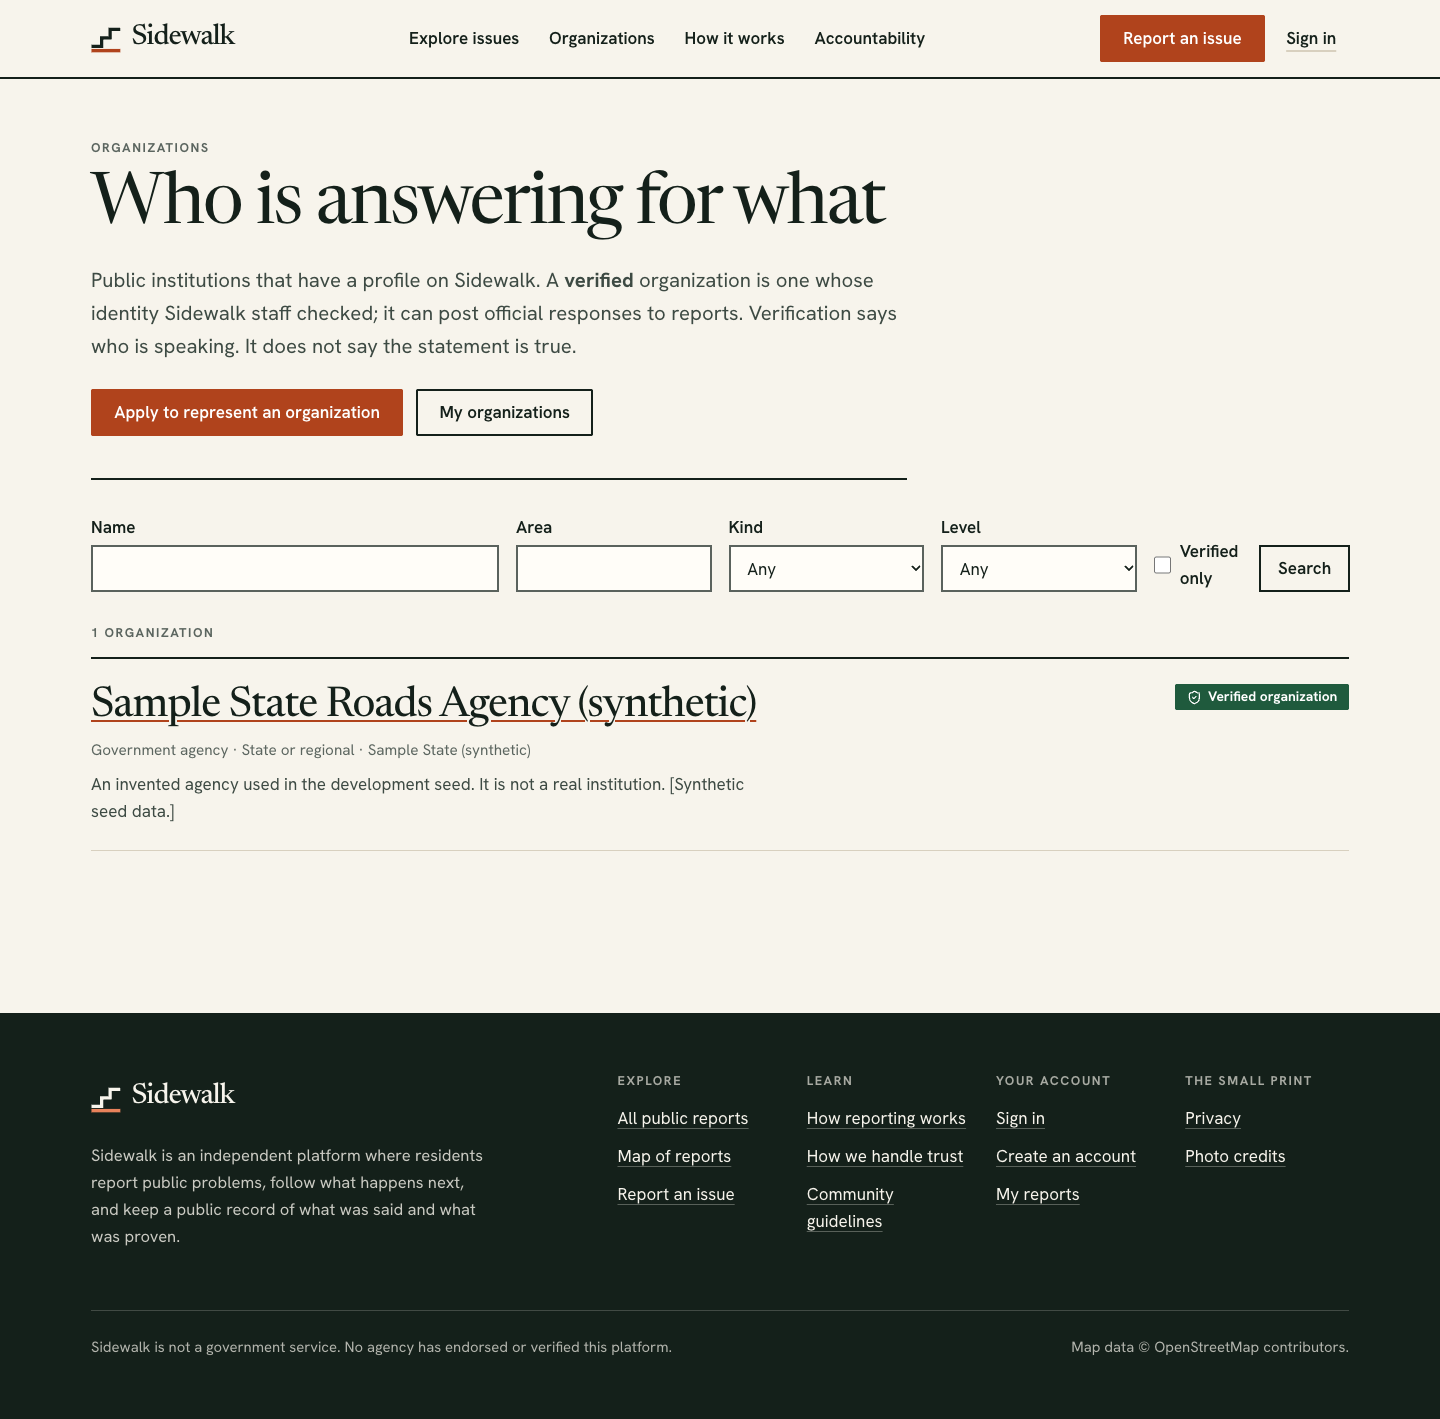 Sidewalk
Explore issues
Organizations
How it works
Accountability
Report an issue
Sign in
ORGANIZATIONS
Who is answering for what
Public institutions that have a profile on Sidewalk. A verified organization is one whose
identity Sidewalk staff checked; it can post official responses to reports. Verification says
who is speaking. It does not say the statement is true.
Apply to represent an organization
My organizations
Name
Area
Kind
Any
Level
Any
Verified
only
Search
1 ORGANIZATION
Sample State Roads Agency (synthetic)
Verified organization
Government agency · State or regional · Sample State (synthetic)
An invented agency used in the development seed. It is not a real institution. [Synthetic
seed data.]
Sidewalk
Sidewalk is an independent platform where residents
report public problems, follow what happens next,
and keep a public record of what was said and what
was proven.
EXPLORE
All public reports
Map of reports
Report an issue
LEARN
How reporting works
How we handle trust
Community
guidelines
YOUR ACCOUNT
Sign in
Create an account
My reports
THE SMALL PRINT
Privacy
Photo credits
Sidewalk is not a government service. No agency has endorsed or verified this platform.
Map data © OpenStreetMap contributors.